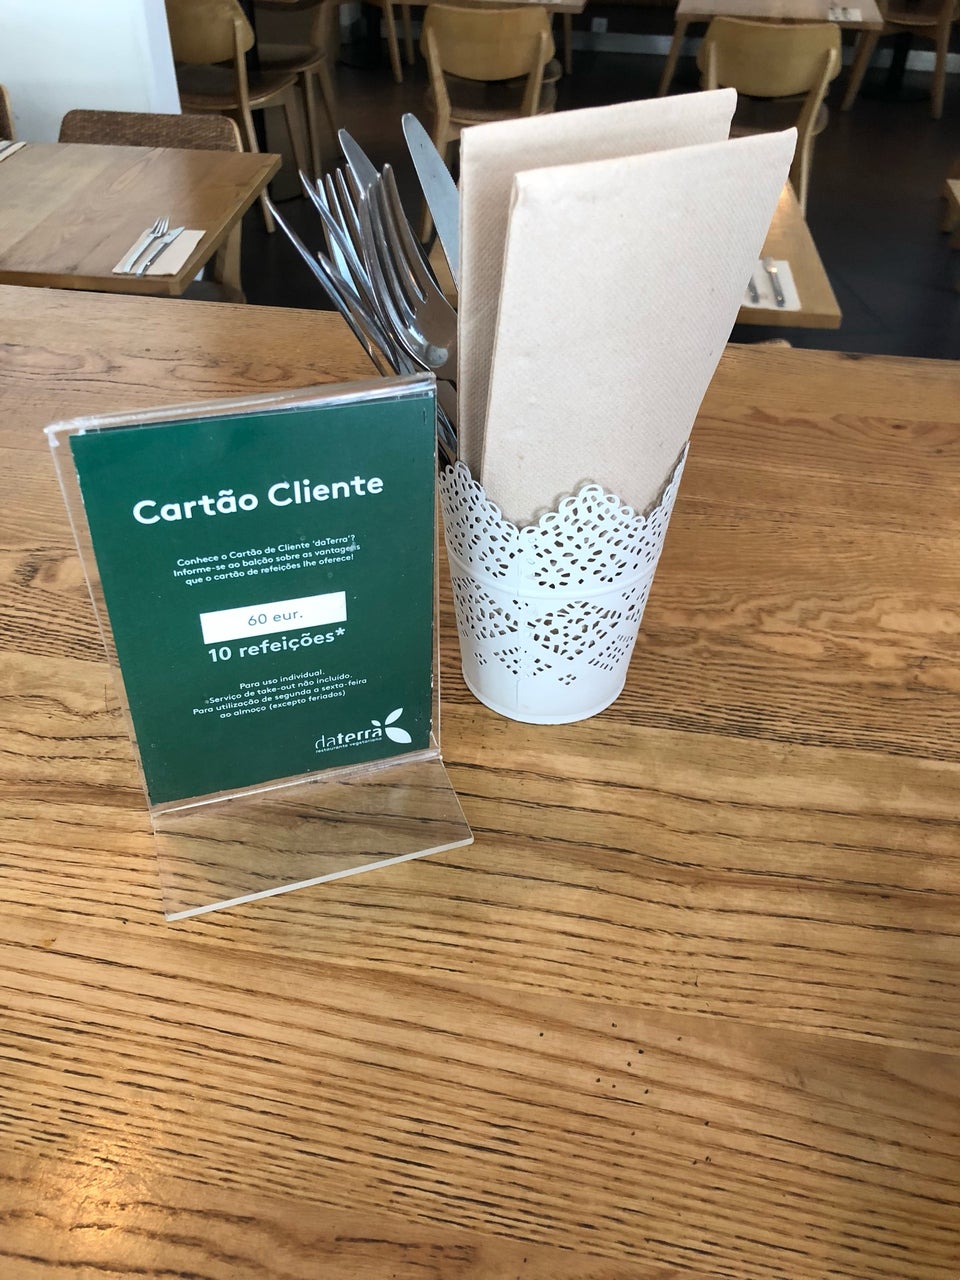 Cartão Cliente
Conhece o Cartão de Cliente 'daTerra'?
Informe-se ao balcão sobre as vantagens
que o cartão de refeições lhe oferece!
60 eur.
10 refeições*
Para uso individual.
*Serviço de take-out não incluido.
Para utilização de segunda a sexta-feira
ao almoço (excepto feriados)
daterra
restaurante vegetariano